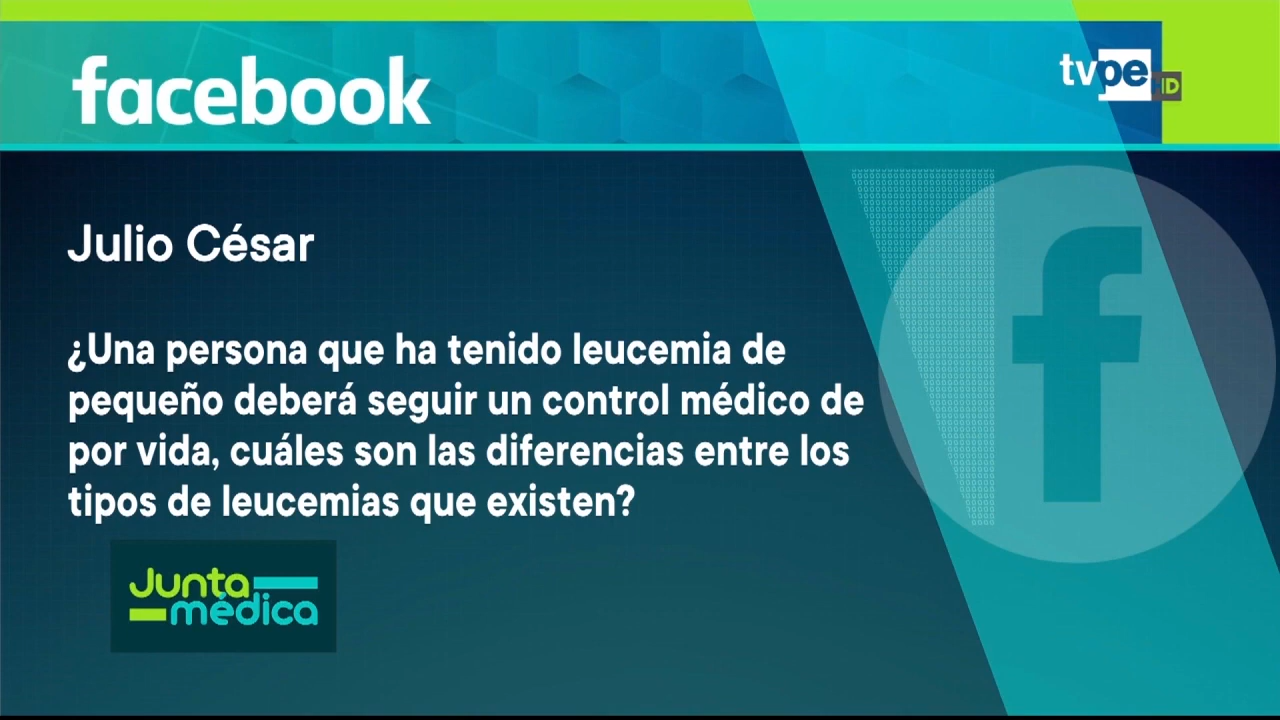 facebook
tvpe HD
Julio César
¿Una persona que ha tenido leucemia de
pequeño deberá seguir un control médico de
por vida, cuáles son las diferencias entre los
tipos de leucemias que existen?
Junta
médica